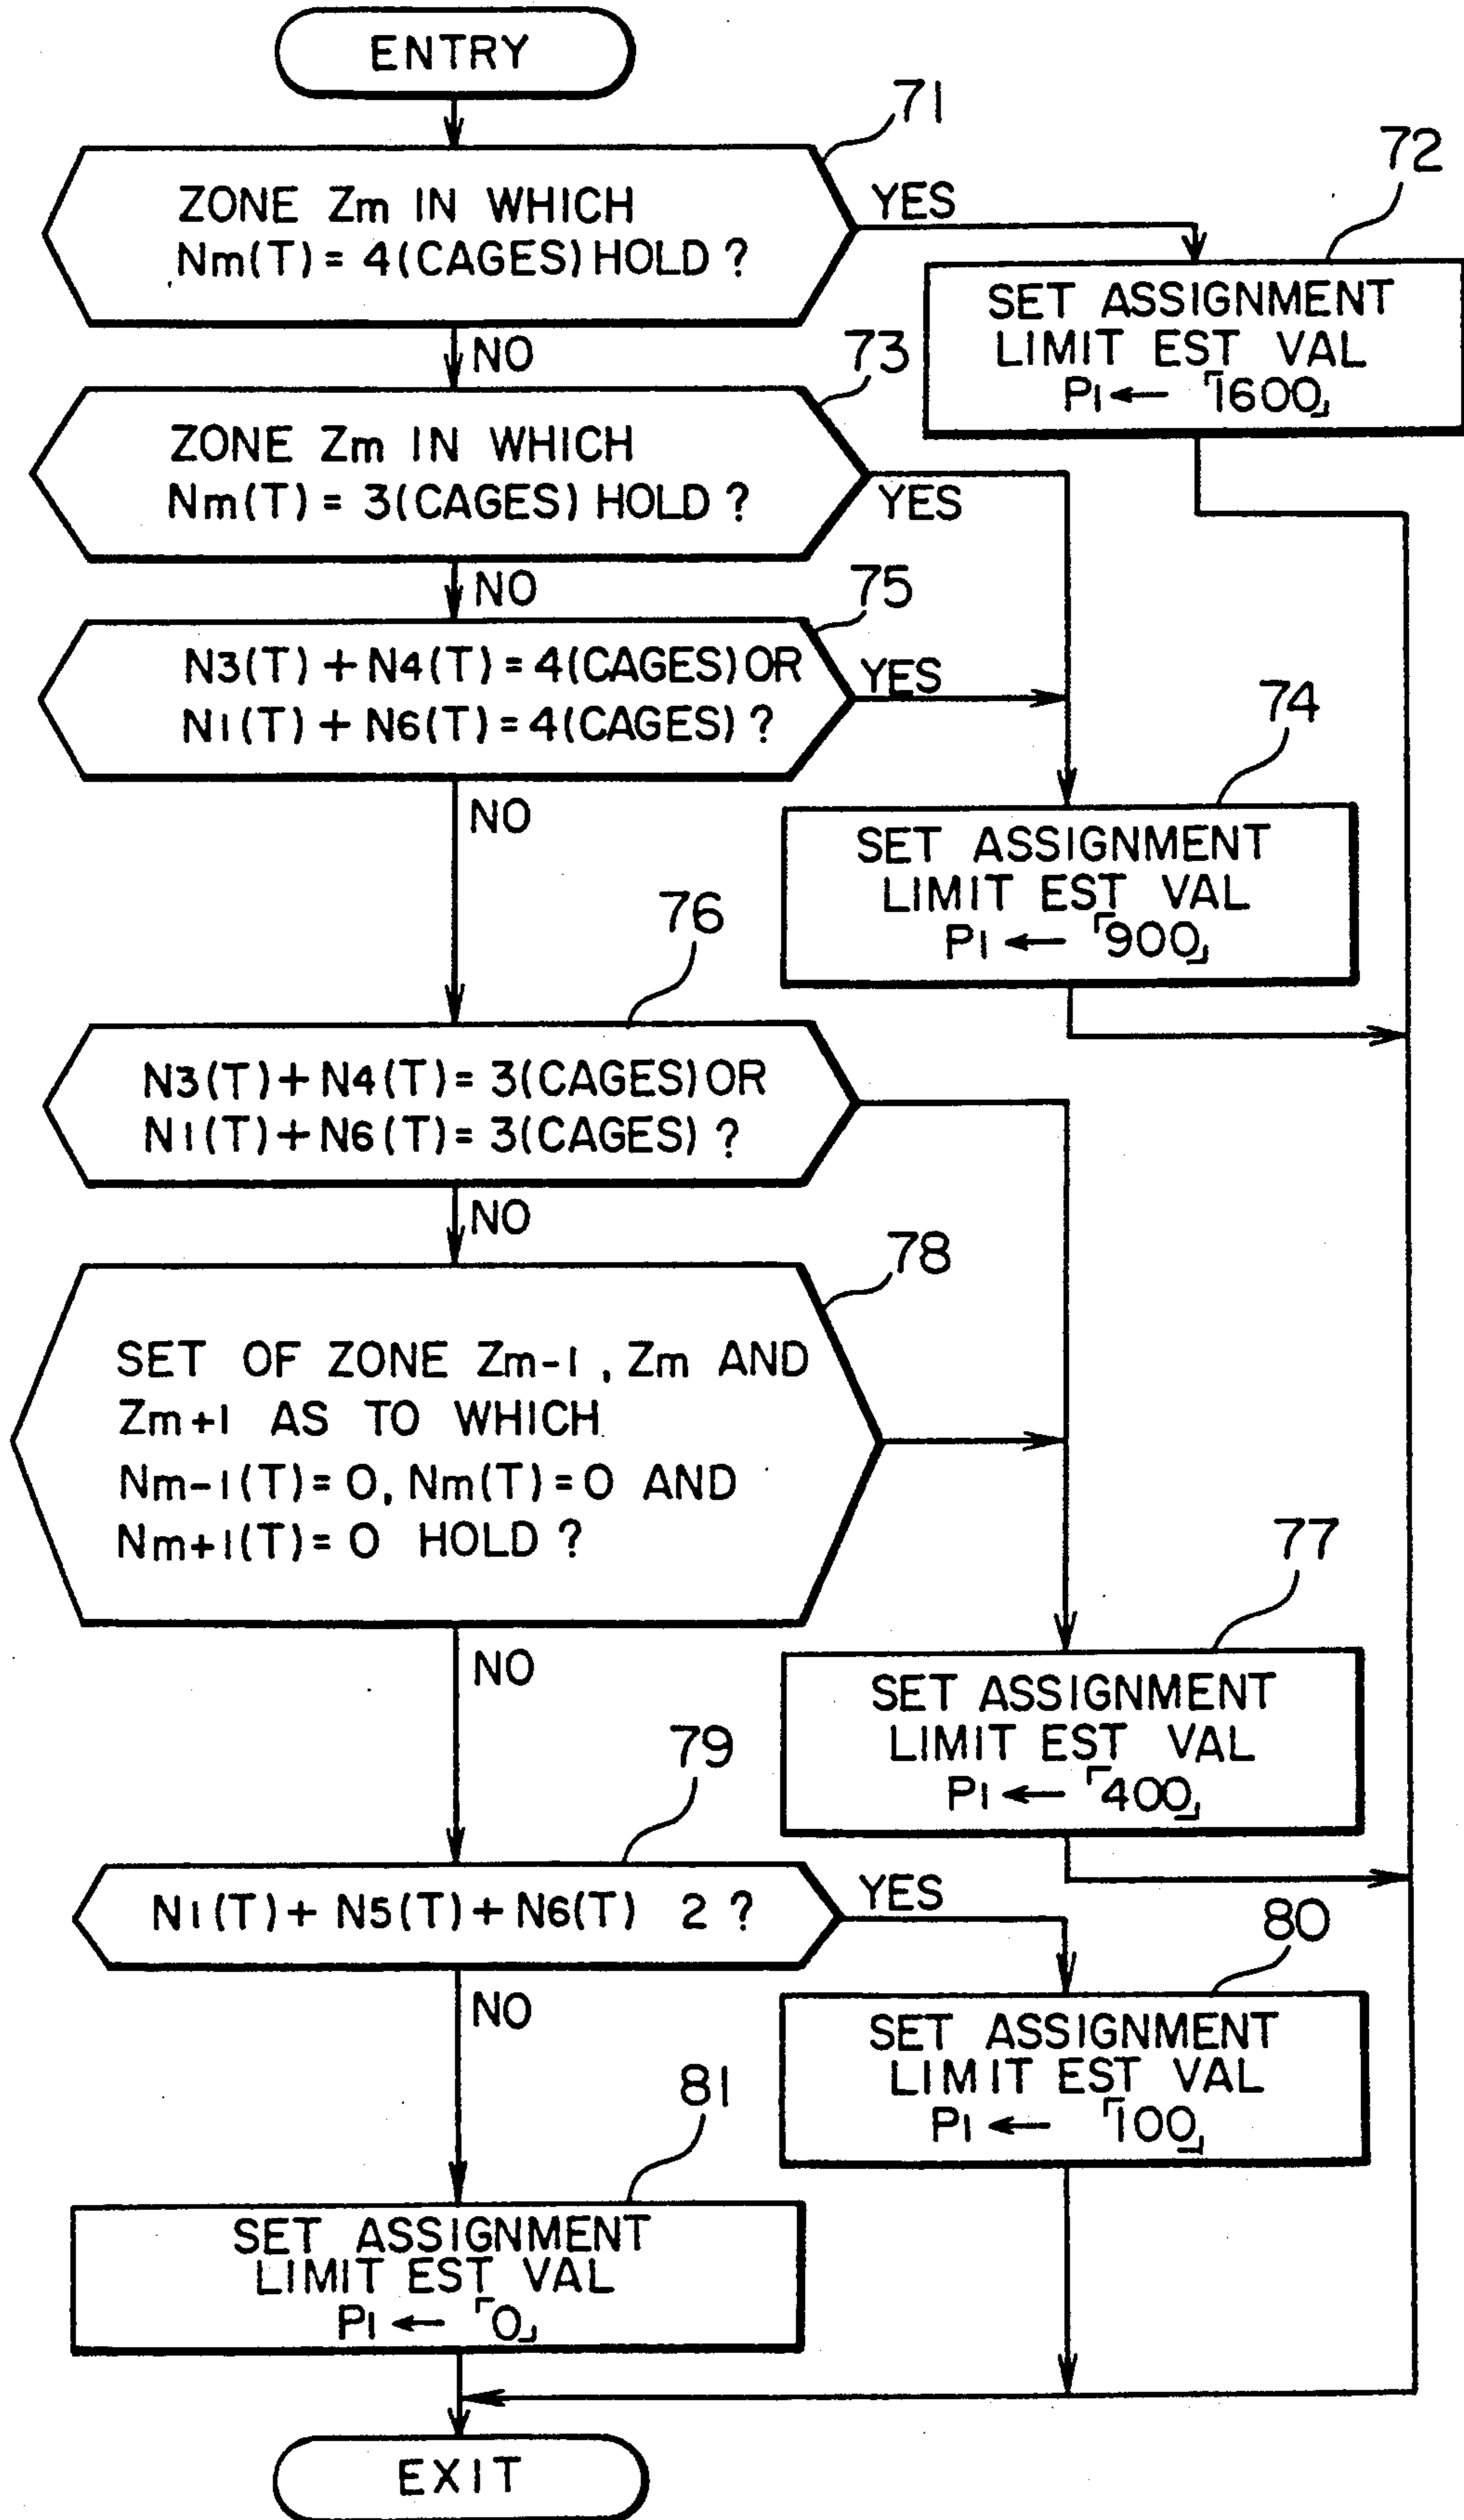 ENTRY
71
ZONE Zm IN WHICH
Nm(T) = 4(CAGES) HOLD ?
YES
72
SET ASSIGNMENT
LIMIT EST VAL
Pi ← 「1600」
NO
73
ZONE Zm IN WHICH
Nm(T) = 3(CAGES) HOLD ?
YES
NO
75
N3(T) + N4(T) = 4(CAGES) OR
N1(T) + N6(T) = 4(CAGES) ?
YES
74
SET ASSIGNMENT
LIMIT EST VAL
Pi ← 「900」
NO
76
N3(T) + N4(T) = 3(CAGES) OR
N1(T) + N6(T) = 3(CAGES) ?
NO
78
SET OF ZONE Zm-1, Zm AND
Zm+1 AS TO WHICH
Nm-1(T) = 0, Nm(T) = 0 AND
Nm+1(T) = 0 HOLD ?
77
SET ASSIGNMENT
LIMIT EST VAL
Pi ← 「400」
NO
79
N1(T) + N5(T) + N6(T) 2 ?
YES
80
SET ASSIGNMENT
LIMIT EST VAL
Pi ← 「100」
NO
81
SET ASSIGNMENT
LIMIT EST VAL
Pi ← 「0」
EXIT